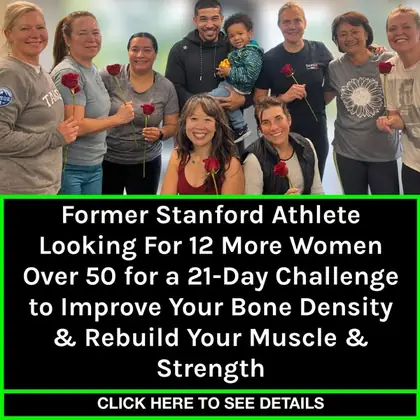 Former Stanford Athlete
Looking For 12 More Women
Over 50 for a 21-Day Challenge
to Improve Your Bone Density
& Rebuild Your Muscle &
Strength
CLICK HERE TO SEE DETAILS